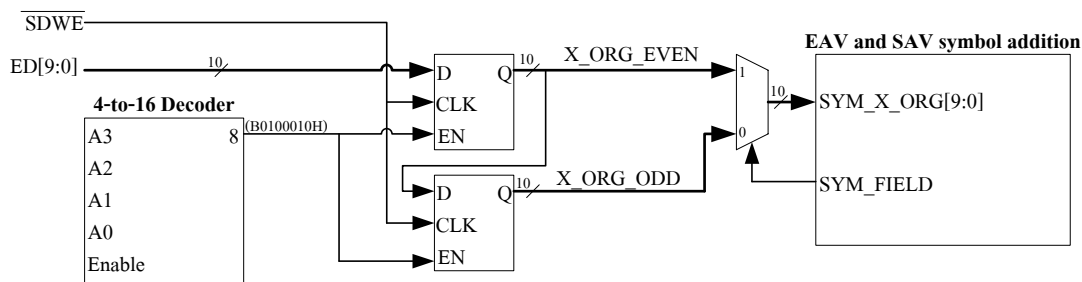 SDWE
EAV and SAV symbol addition
ED[9:0] 10 D Q 10 X_ORG_EVEN 1 10 SYM_X_ORG[9:0]
4-to-16 Decoder CLK
A3 8 (B0100010H) EN 0
A2
A1 D Q 10 X_ORG_ODD SYM_FIELD
A0 CLK
Enable EN